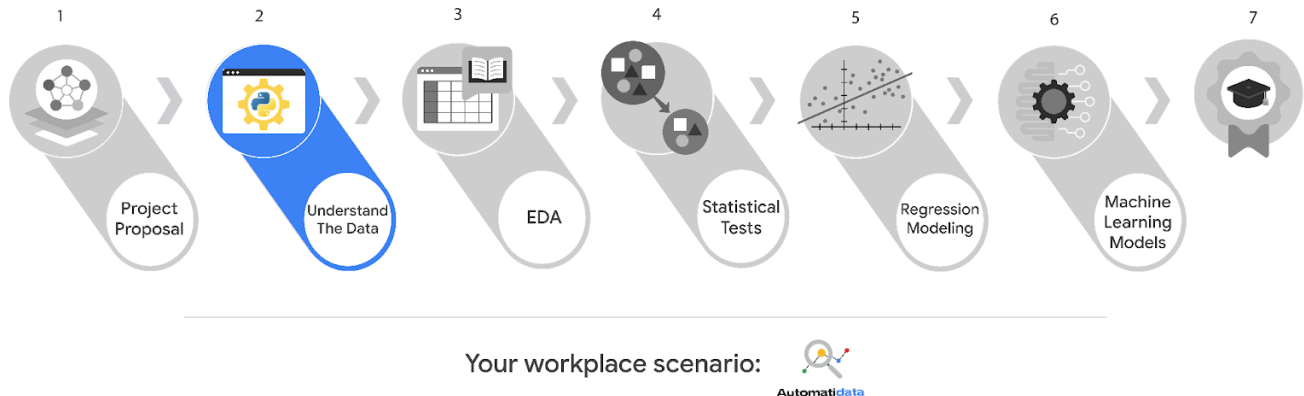 1
2
3
4
5
6
7
Project
Proposal
Understand
The Data
EDA
Statistical
Tests
Regression
Modeling
Machine
Learning
Models
Your workplace scenario:
Automatidata